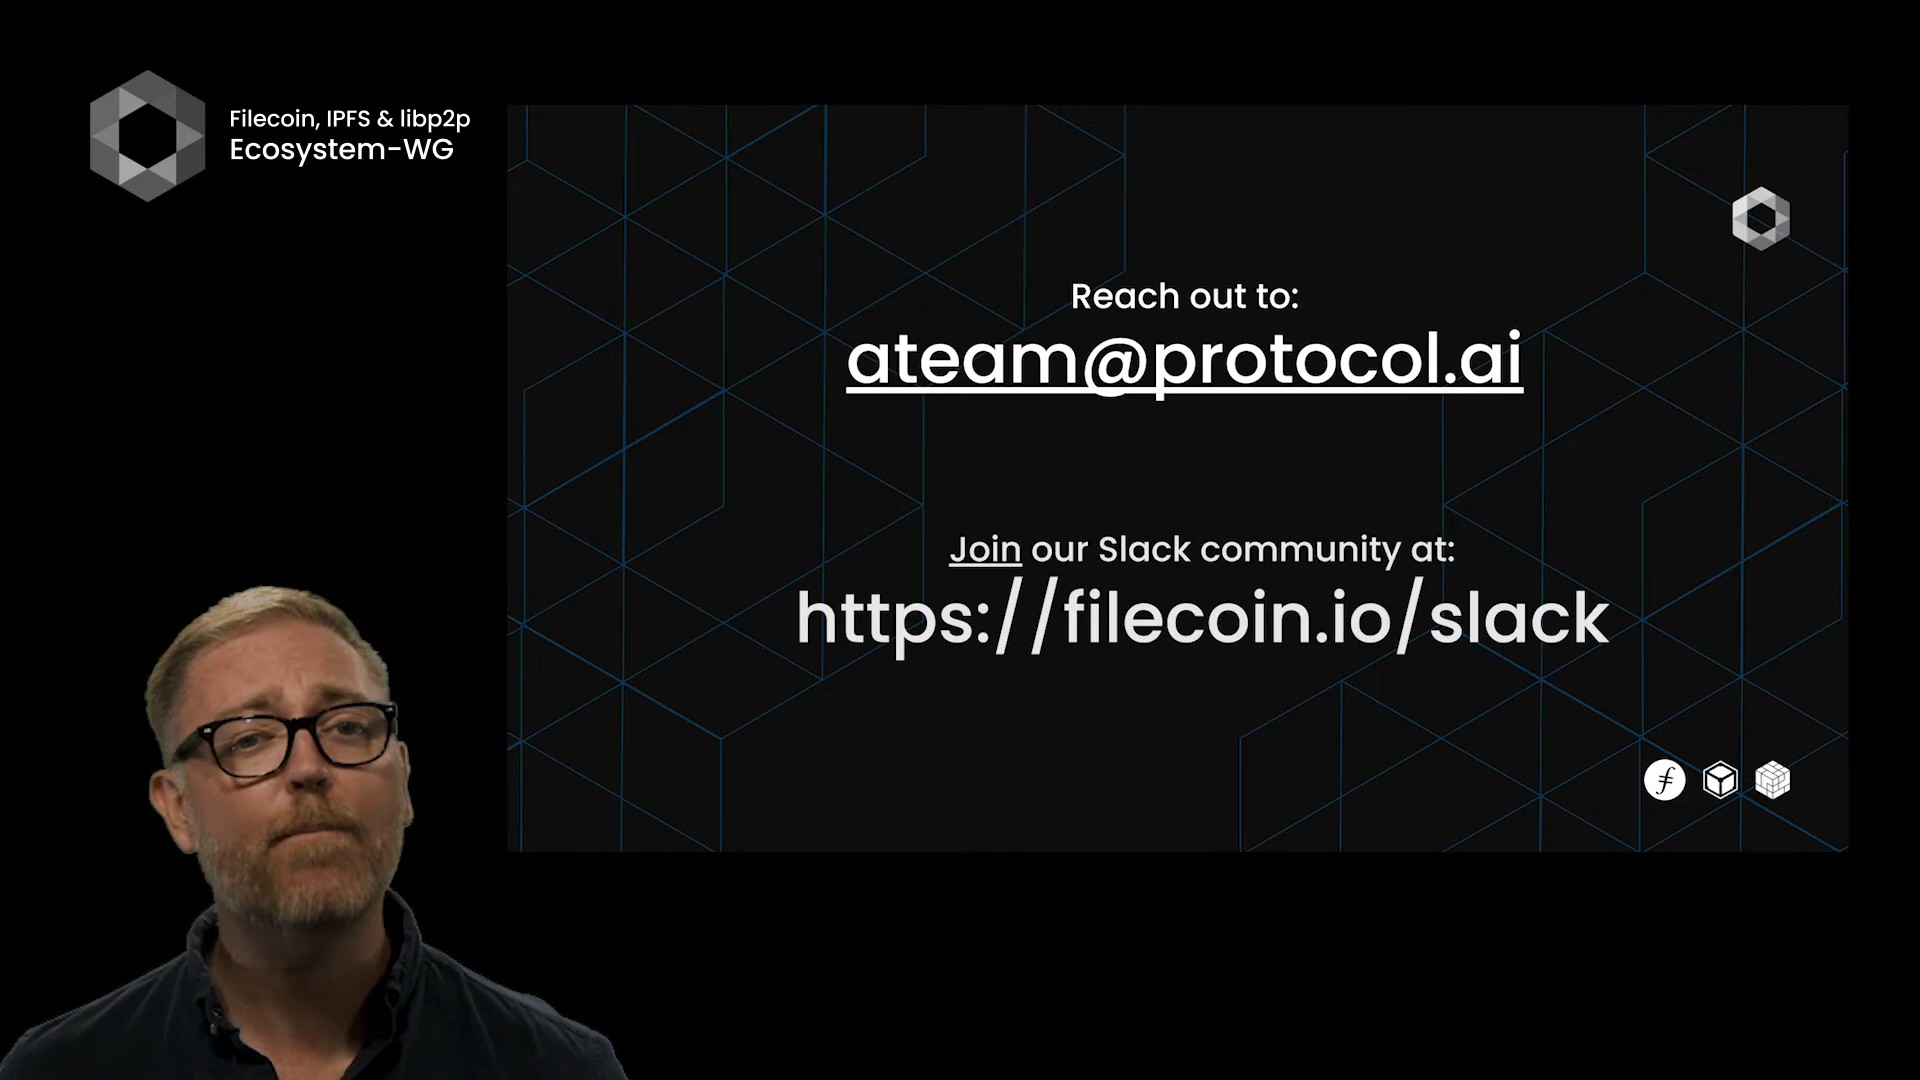 Filecoin, IPFS & libp2p
Ecosystem-WG
Reach out to:
ateam@protocol.ai
Join our Slack community at:
https://filecoin.io/slack